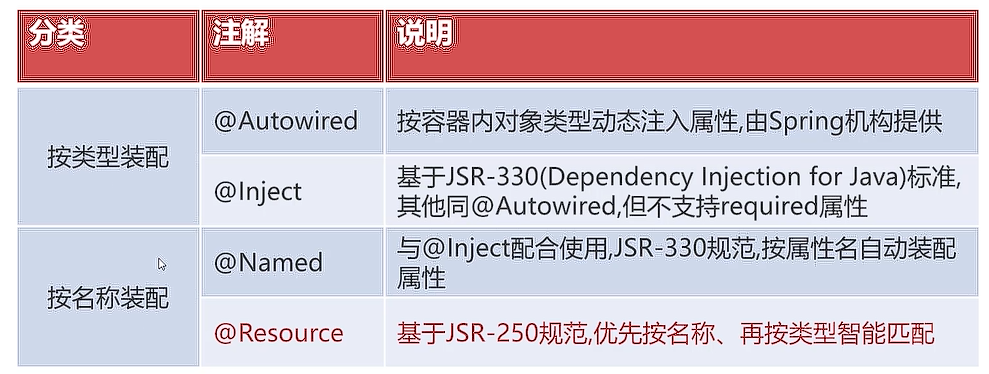 分类 注解 说明
按类型装配
@Autowired 按容器内对象类型动态注入属性,由Spring机构提供
@Inject 基于JSR-330(Dependency Injection for Java)标准,
其他同@Autowired,但不支持required属性
按名称装配
@Named 与@Inject配合使用,JSR-330规范,按属性名自动装配
属性
@Resource 基于JSR-250规范,优先按名称、再按类型智能匹配